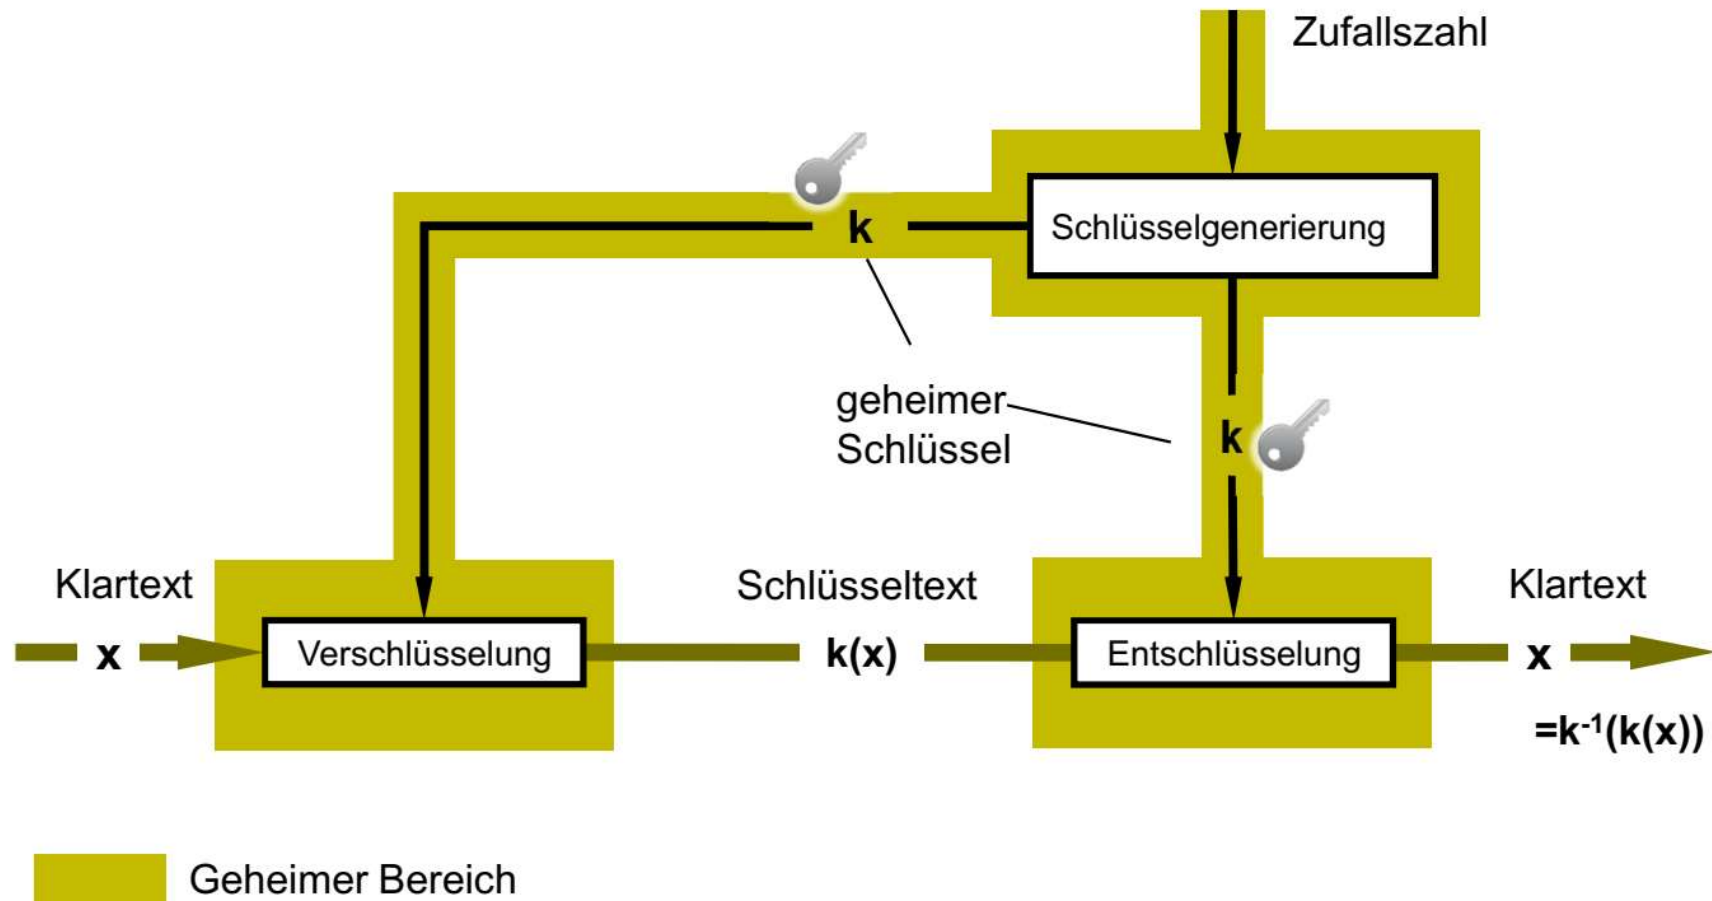 Zufallszahl
k
Schlüsselgenerierung
geheimer
Schlüssel
k
Klartext
Schlüsseltext
Klartext
x
Verschlüsselung
k(x)
Entschlüsselung
x
=k⁻¹(k(x))
Geheimer Bereich